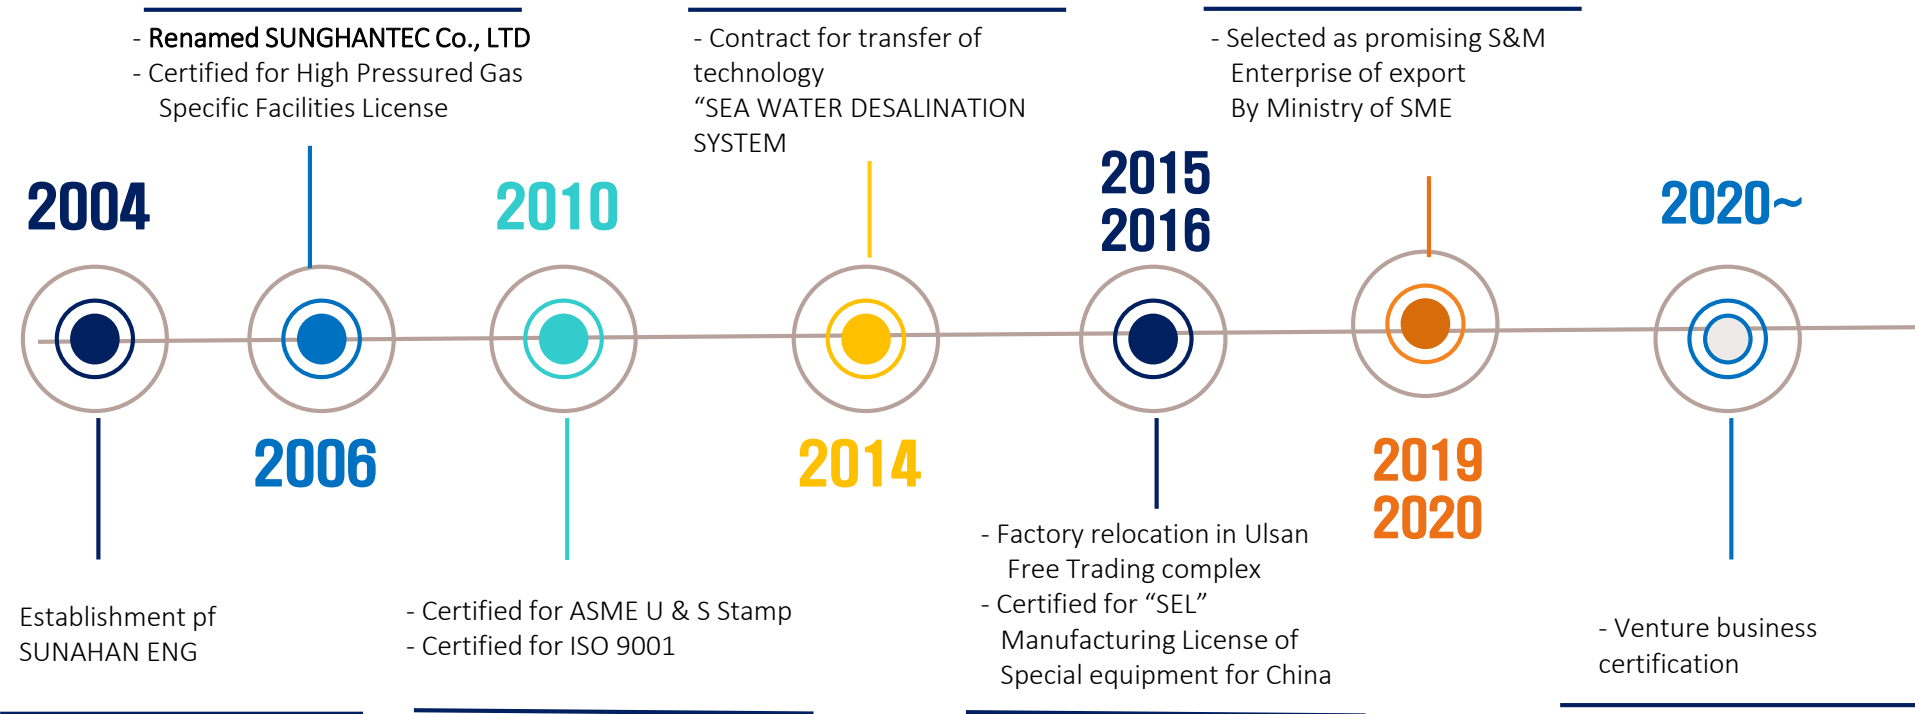 - Renamed SUNGHANTEC Co., LTD
- Certified for High Pressured Gas
Specific Facilities License
- Contract for transfer of
technology
“SEA WATER DESALINATION
SYSTEM
- Selected as promising S&M
Enterprise of export
By Ministry of SME
2004
2010
2015
2016
2020~
2006
2014
2019
2020
Establishment pf
SUNAHAN ENG
- Certified for ASME U & S Stamp
- Certified for ISO 9001
- Factory relocation in Ulsan
Free Trading complex
- Certified for “SEL”
Manufacturing License of
Special equipment for China
- Venture business
certification